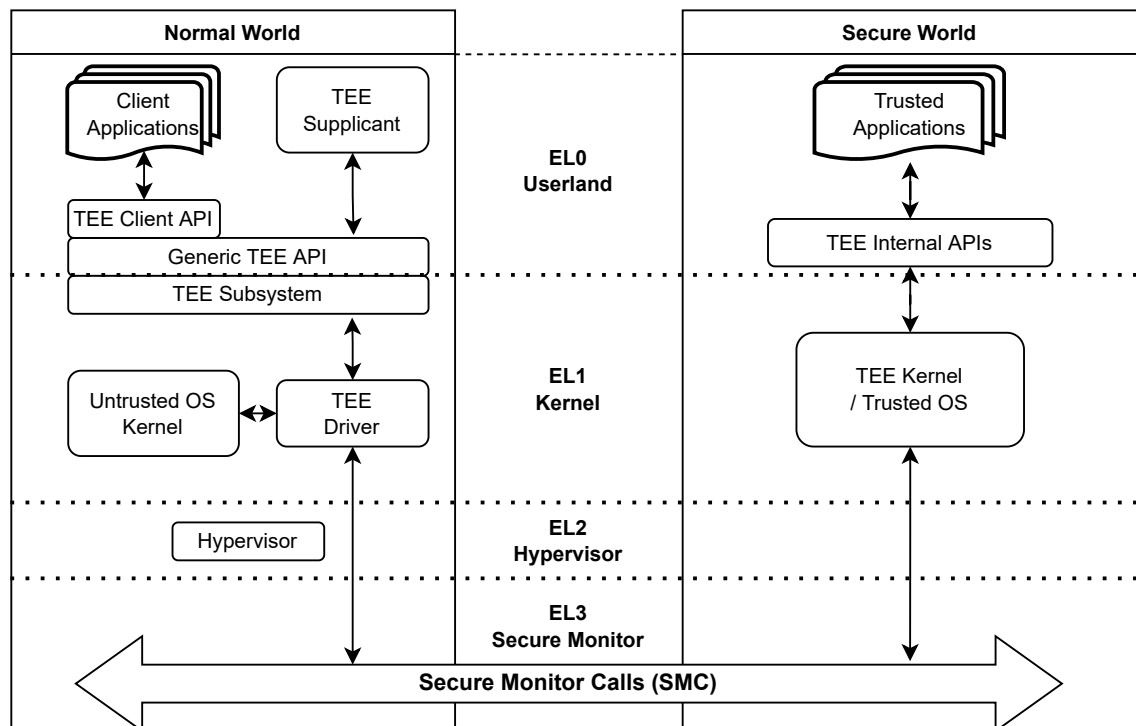 Normal World
Secure World
Client
Applications
TEE
Supplicant
Trusted
Applications
EL0
Userland
TEE Client API
Generic TEE API
TEE Internal APIs
TEE Subsystem
EL1
Kernel
Untrusted OS
Kernel
TEE
Driver
TEE Kernel
/ Trusted OS
EL2
Hypervisor
Hypervisor
EL3
Secure Monitor
Secure Monitor Calls (SMC)